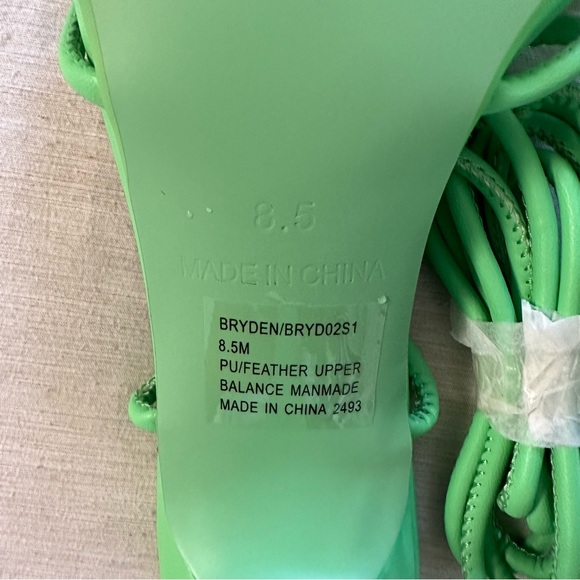 8.5
MADE IN CHINA
BRYDEN/BRYD02S1
8.5M
PU/FEATHER UPPER
BALANCE MANMADE
MADE IN CHINA 2493